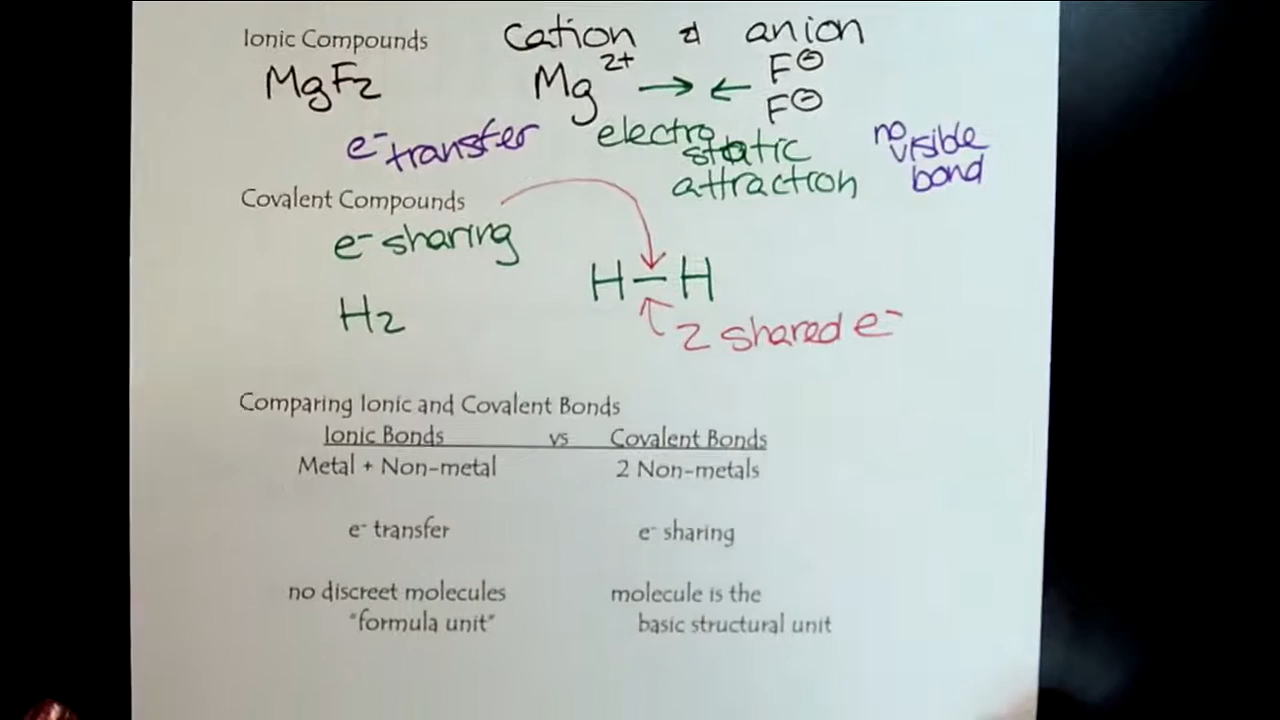 Ionic Compounds cation & anion
MgF2 Mg2+ → ← F⊖
F⊖
e- transfer electrostatic attraction no visible bond
Covalent Compounds
e- sharing
H—H
H2
2 shared e-
Comparing Ionic and Covalent Bonds
Ionic Bonds vs Covalent Bonds
Metal + Non-metal 2 Non-metals
e- transfer e- sharing
no discreet molecules molecule is the
"formula unit" basic structural unit